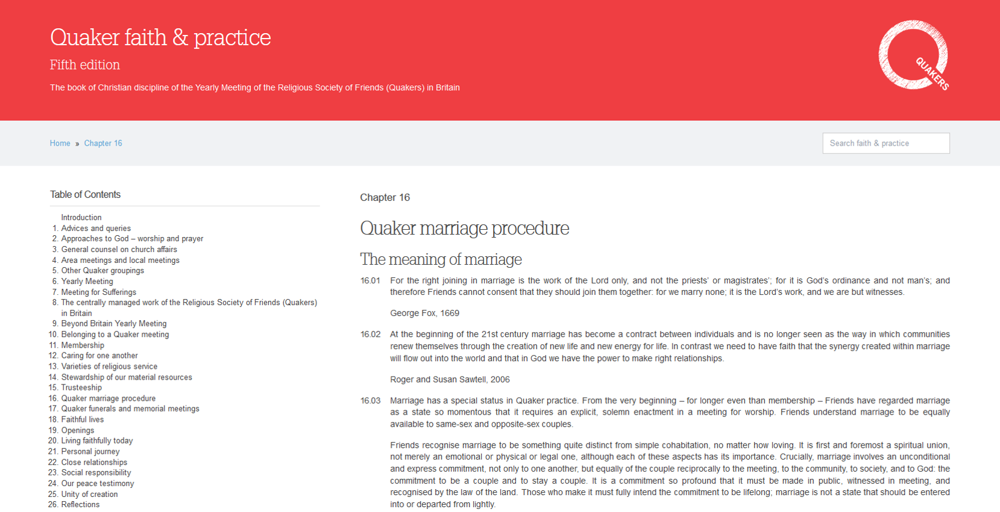 Quaker faith & practice
Fifth edition
The book of Christian discipline of the Yearly Meeting of the Religious Society of Friends (Quakers) in Britain
QUAKERS
Home » Chapter 16
Search faith & practice
Table of Contents
Introduction
1. Advices and queries
2. Approaches to God – worship and prayer
3. General counsel on church affairs
4. Area meetings and local meetings
5. Other Quaker groupings
6. Yearly Meeting
7. Meeting for Sufferings
8. The centrally managed work of the Religious Society of Friends (Quakers)
in Britain
9. Beyond Britain Yearly Meeting
10. Belonging to a Quaker meeting
11. Membership
12. Caring for one another
13. Varieties of religious service
14. Stewardship of our material resources
15. Trusteeship
16. Quaker marriage procedure
17. Quaker funerals and memorial meetings
18. Faithful lives
19. Openings
20. Living faithfully today
21. Personal journey
22. Close relationships
23. Social responsibility
24. Our peace testimony
25. Unity of creation
26. Reflections
Chapter 16
Quaker marriage procedure
The meaning of marriage
16.01 For the right joining in marriage is the work of the Lord only, and not the priests’ or magistrates’; for it is God’s ordinance and not man’s; and
therefore Friends cannot consent that they should join them together: for we marry none; it is the Lord’s work, and we are but witnesses.
George Fox, 1669
16.02 At the beginning of the 21st century marriage has become a contract between individuals and is no longer seen as the way in which communities
renew themselves through the creation of new life and new energy for life. In contrast we need to have faith that the synergy created within marriage
will flow out into the world and that in God we have the power to make right relationships.
Roger and Susan Sawtell, 2006
16.03 Marriage has a special status in Quaker practice. From the very beginning – for longer even than membership – Friends have regarded marriage
as a state so momentous that it requires an explicit, solemn enactment in a meeting for worship. Friends understand marriage to be equally
available to same-sex and opposite-sex couples.
Friends recognise marriage to be something quite distinct from simple cohabitation, no matter how loving. It is first and foremost a spiritual union,
not merely an emotional or physical or legal one, although each of these aspects has its importance. Crucially, marriage involves an unconditional
and express commitment, not only to one another, but equally of the couple reciprocally to the meeting, to the community, to society, and to God: the
commitment to be a couple and to stay a couple. It is a commitment so profound that it must be made in public, witnessed in meeting, and
recognised by the law of the land. Those who make it must fully intend the commitment to be lifelong; marriage is not a state that should be entered
into or departed from lightly.